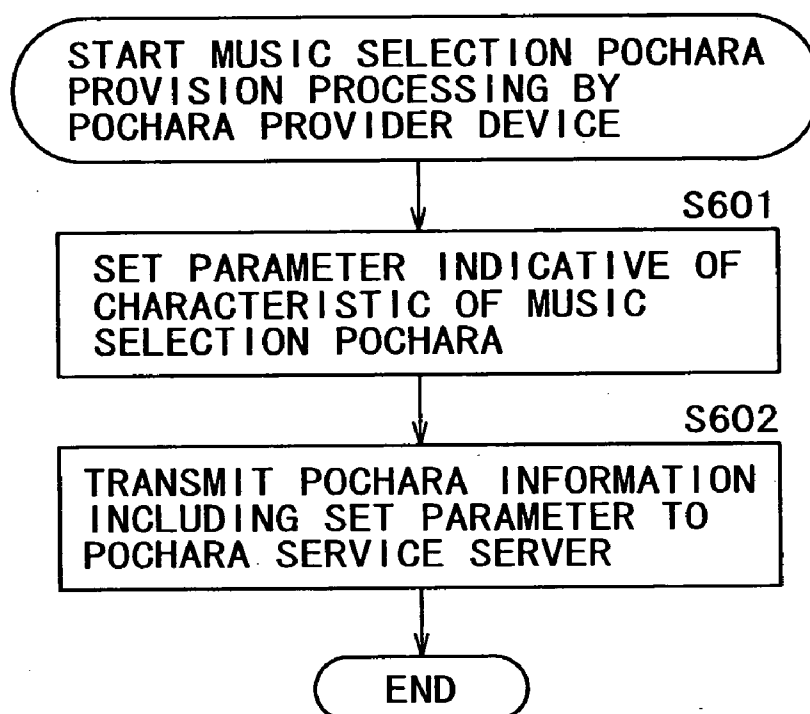 START MUSIC SELECTION POCHARA
PROVISION PROCESSING BY
POCHARA PROVIDER DEVICE
S601
SET PARAMETER INDICATIVE OF
CHARACTERISTIC OF MUSIC
SELECTION POCHARA
S602
TRANSMIT POCHARA INFORMATION
INCLUDING SET PARAMETER TO
POCHARA SERVICE SERVER
END